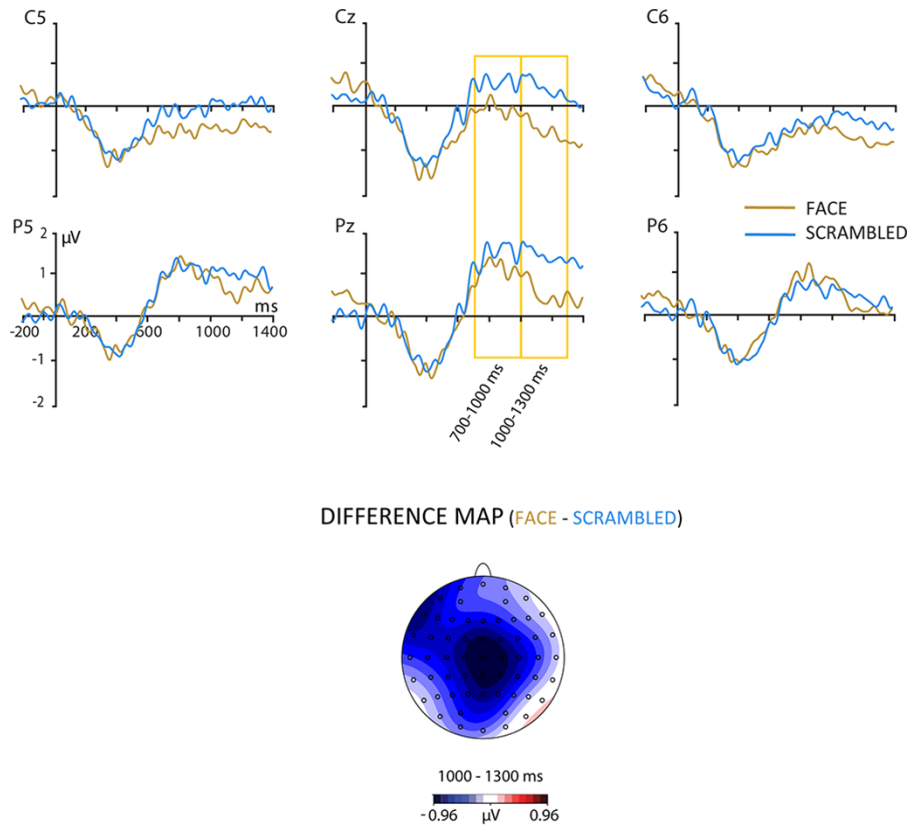 C5
Cz
C6
FACE
SCRAMBLED
P5
Pz
P6
2
μV
1
ms
-200
200
600
1000
1400
-1
-2
700-1000 ms
1000-1300 ms
DIFFERENCE MAP (FACE - SCRAMBLED)
1000 - 1300 ms
-0.96
μV
0.96